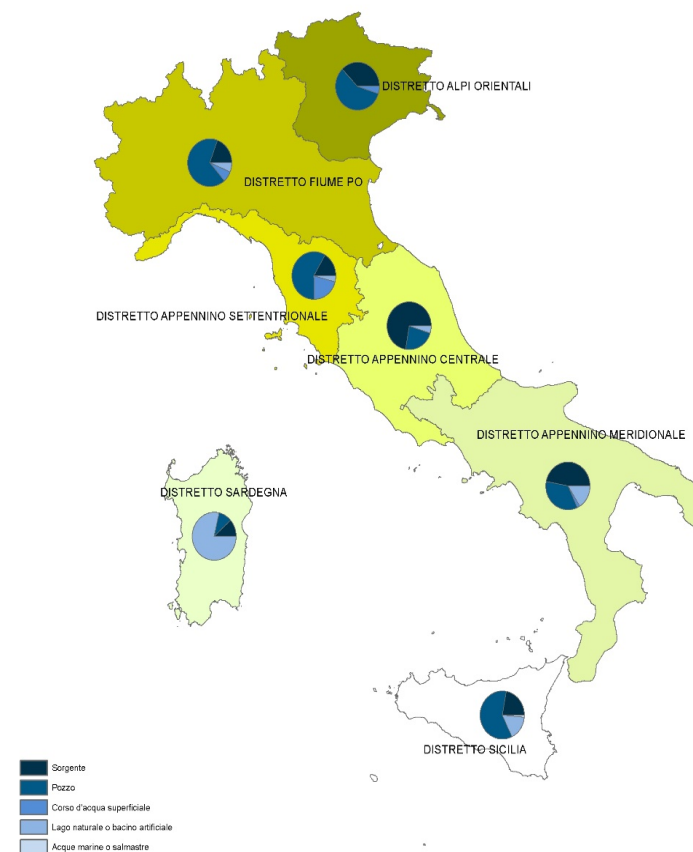 DISTRETTO ALPI ORIENTALI
DISTRETTO FIUME PO
DISTRETTO APPENNINO SETTENTRIONALE
DISTRETTO APPENNINO CENTRALE
DISTRETTO APPENNINO MERIDIONALE
DISTRETTO SARDEGNA
DISTRETTO SICILIA
Sorgente
Pozzo
Corso d'acqua superficiale
Lago naturale o bacino artificiale
Acque marine o salmastre